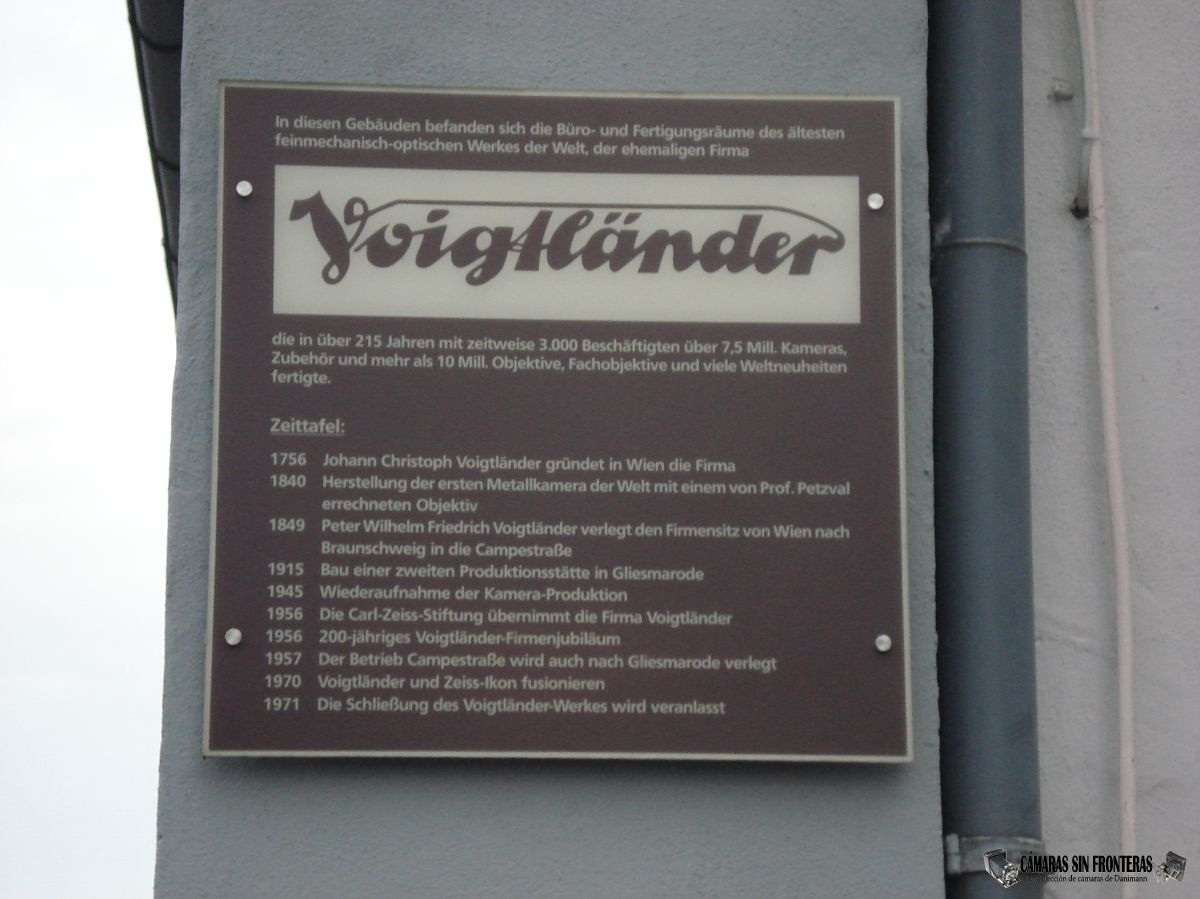 In diesen Gebäuden befanden sich die Büro- und Fertigungsräume des ältesten
feinmechanisch-optischen Werkes der Welt, der ehemaligen Firma
Voigtländer
die in über 215 Jahren mit zeitweise 3.000 Beschäftigten über 7,5 Mill. Kameras,
Zubehör und mehr als 10 Mill. Objektive, Fachobjektive und viele Weltneuheiten
fertigte.
Zeittafel:
1756 Johann Christoph Voigtländer gründet in Wien die Firma
1840 Herstellung der ersten Metallkamera der Welt mit einem von Prof. Petzval
errechneten Objektiv
1849 Peter Wilhelm Friedrich Voigtländer verlegt den Firmensitz von Wien nach
Braunschweig in die Campestraße
1915 Bau einer zweiten Produktionsstätte in Gliesmarode
1945 Wiederaufnahme der Kamera-Produktion
1956 Die Carl-Zeiss-Stiftung übernimmt die Firma Voigtländer
1956 200-jähriges Voigtländer-Firmenjubiläum
1957 Der Betrieb Campestraße wird auch nach Gliesmarode verlegt
1970 Voigtländer und Zeiss-Ikon fusionieren
1971 Die Schließung des Voigtländer-Werkes wird veranlasst
CÁMARAS SIN FRONTERAS
colección de cámaras de Danimann